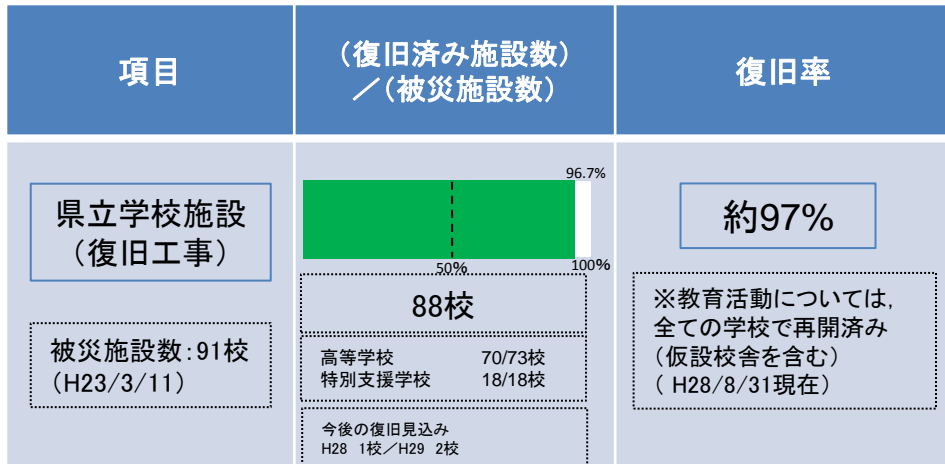 項目
（復旧済み施設数）
／（被災施設数）
復旧率
県立学校施設
（復旧工事）
被災施設数：91校
（H23/3/11）
96.7%
50%
100%
88校
高等学校　70/73校
特別支援学校　18/18校
今後の復旧見込み
H28　1校／H29　2校
約97%
※教育活動については，
全ての学校で再開済み
（仮設校舎を含む）
（ H28/8/31現在）